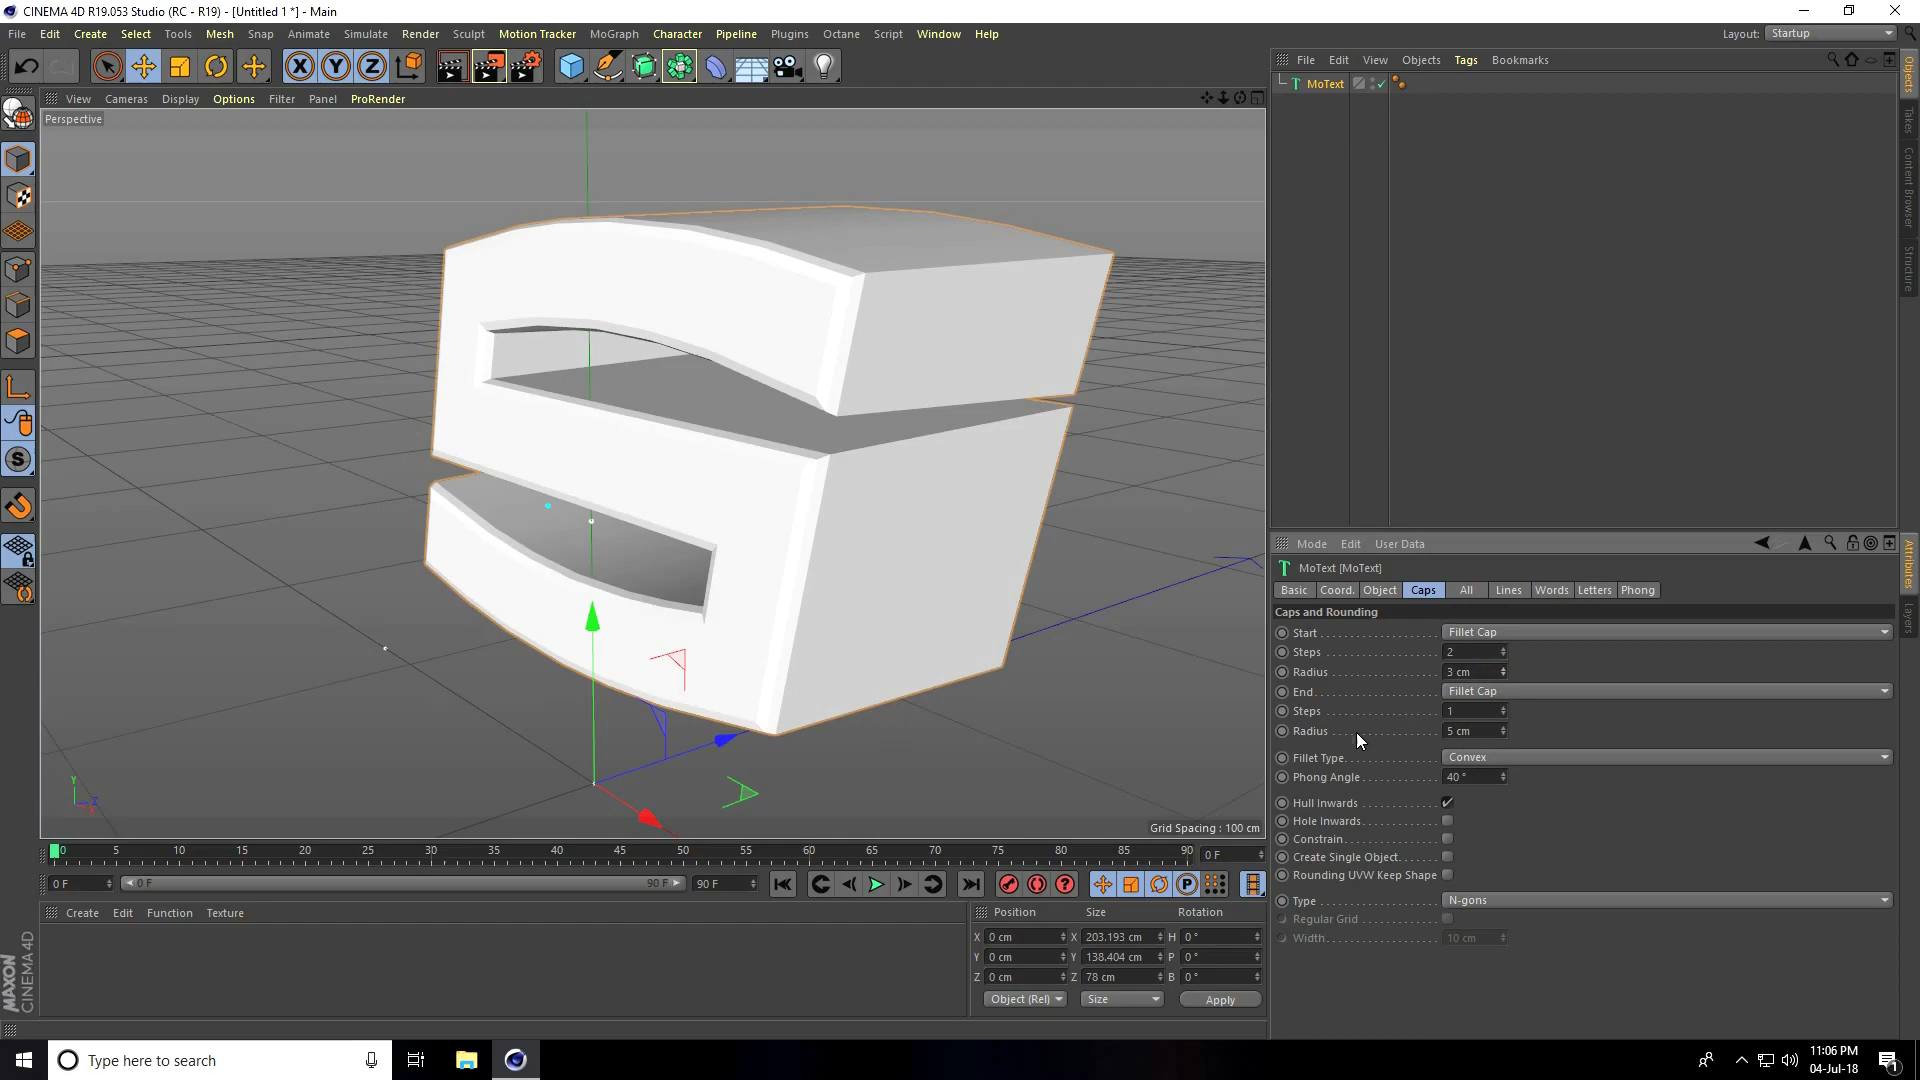 CINEMA 4D R19.053 Studio (RC - R19) - [Untitled 1 *] - Main
File Edit Create Select Tools Mesh Snap Animate Simulate Render Sculpt Motion Tracker MoGraph Character Pipeline Plugins Octane Script Window Help
Layout: Startup
File Edit View Objects Tags Bookmarks
MoText
View Cameras Display Options Filter Panel ProRender
Perspective
Grid Spacing : 100 cm
Objects
Takes
Content Browser
Structure
Mode Edit User Data
MoText [MoText]
Basic Coord. Object Caps All Lines Words Letters Phong
Caps and Rounding
Start Fillet Cap
Steps 2
Radius 3 cm
End Fillet Cap
Steps 1
Radius 5 cm
Fillet Type Convex
Phong Angle 40 °
Hull Inwards
Hole Inwards
Constrain
Create Single Object
Rounding UVW Keep Shape
Type N-gons
Regular Grid
Width 10 cm
Attributes
Layers
0 5 10 15 20 25 30 35 40 45 50 55 60 65 70 75 80 85 90 0 F
0 F 0 F 90 F 90 F
Create Edit Function Texture
Position Size Rotation
X 0 cm X 203.193 cm H 0 °
Y 0 cm Y 138.404 cm P 0 °
Z 0 cm Z 78 cm B 0 °
Object (Rel) Size Apply
MAXON
CINEMA 4D
Type here to search
11:06 PM
04-Jul-18
1